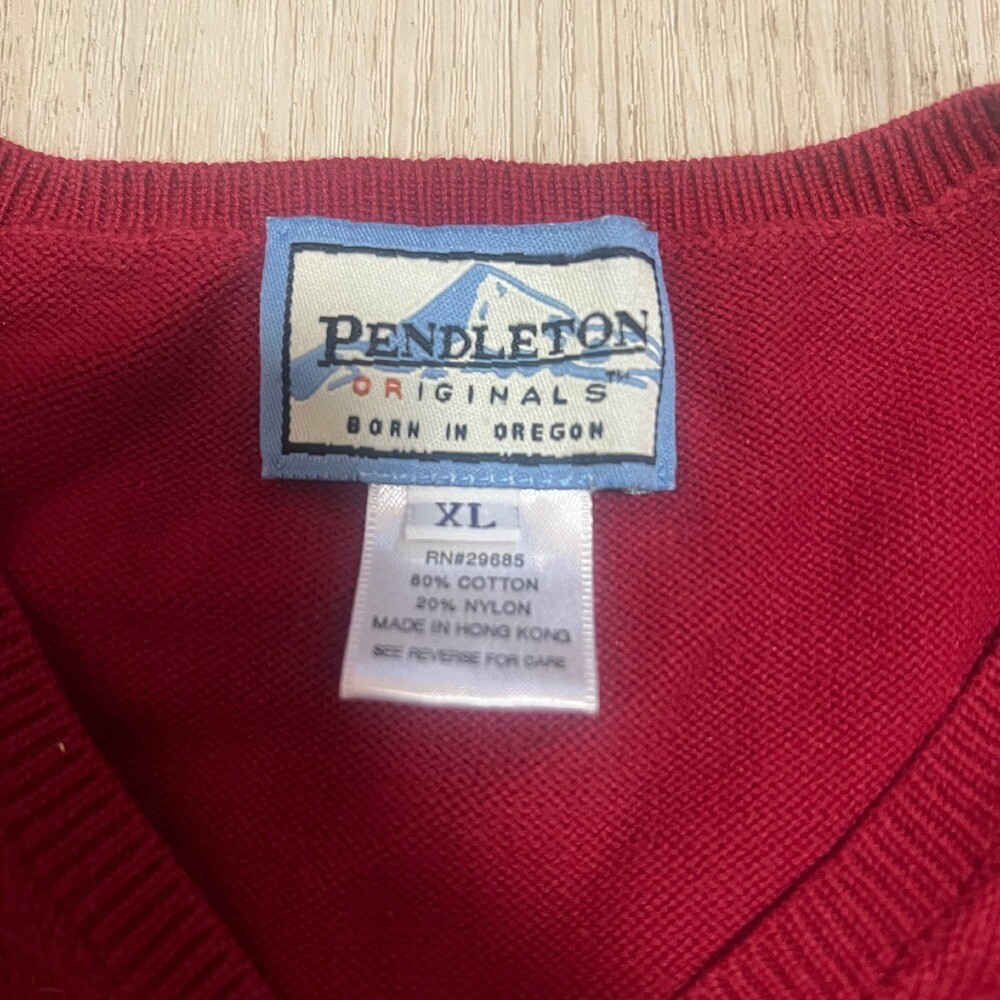 PENDLETON
ORIGINALS™
BORN IN OREGON
XL
RN#29685
80% COTTON
20% NYLON
MADE IN HONG KONG
SEE REVERSE FOR CARE